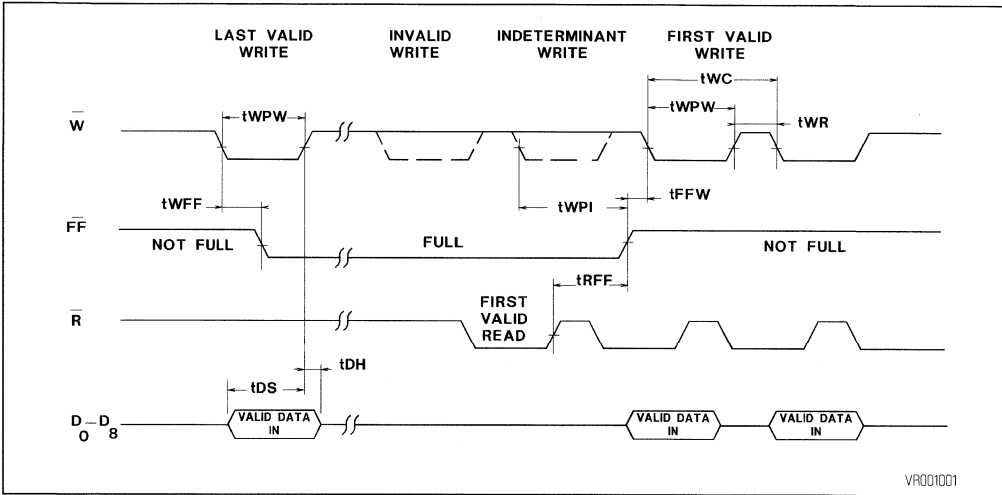 LAST VALID WRITE
INVALID WRITE
INDETERMINANT WRITE
FIRST VALID WRITE
tWC
tWPW
tWPW
tWR
W̅
tFFW
tWPI
tWFF
F̅F̅
NOT FULL
FULL
NOT FULL
tRFF
R̅
FIRST VALID READ
tDH
tDS
D0–D8
VALID DATA IN
VALID DATA IN
VALID DATA IN
VR001001